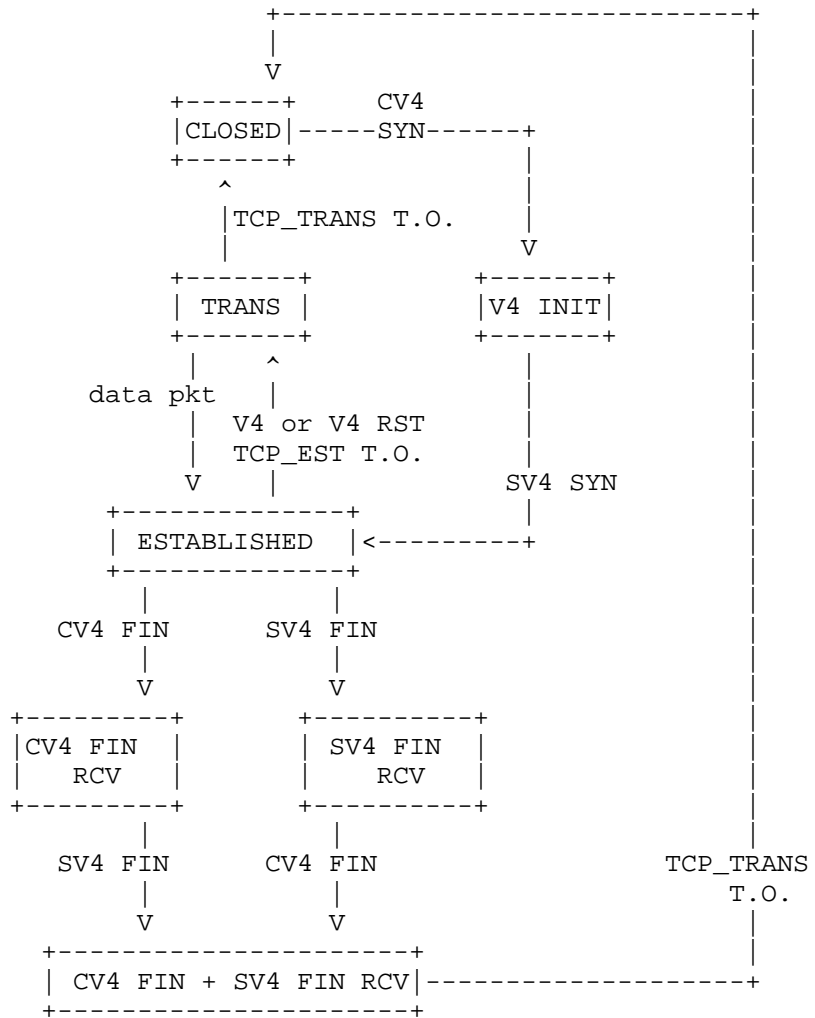 CV4
CLOSED
SYN
TCP_TRANS T.O.
TRANS
V4 INIT
data pkt
V4 or V4 RST
TCP_EST T.O.
V
V
SV4 SYN
ESTABLISHED
CV4 FIN
SV4 FIN
CV4 FIN
RCV
SV4 FIN
RCV
SV4 FIN
CV4 FIN
TCP_TRANS
T.O.
CV4 FIN + SV4 FIN RCV